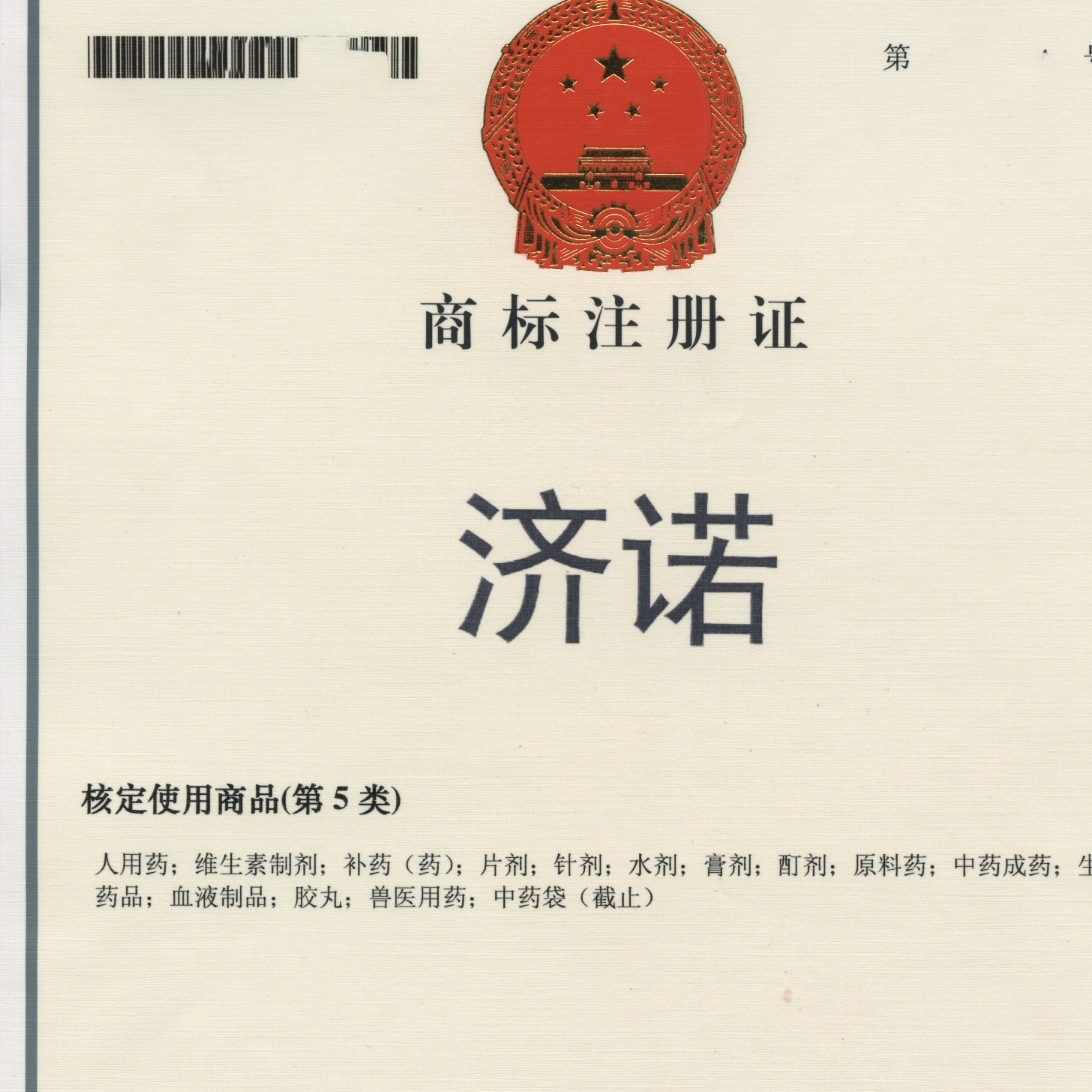 第
商标注册证
济诺
核定使用商品(第 5 类)
人用药；维生素制剂；补药（药）；片剂；针剂；水剂；膏剂；酊剂；原料药；中药成药；生
药品；血液制品；胶丸；兽医用药；中药袋（截止）